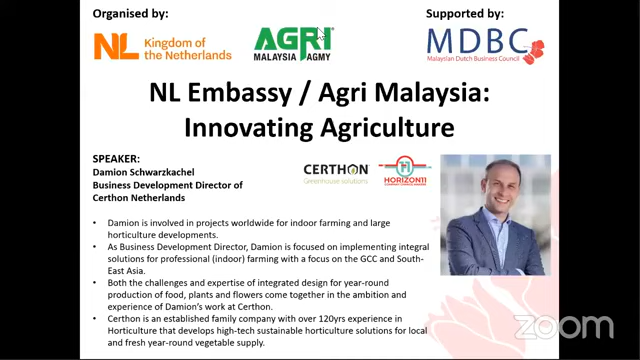 Organised by:
Supported by:
NL Kingdom of the Netherlands
AGRI
MALAYSIA AGMY
MDBC
Malaysian Dutch Business Council
NL Embassy / Agri Malaysia:
Innovating Agriculture
SPEAKER:
Damion Schwarzkachel
Business Development Director of
Certhon Netherlands
CERTHON
Greenhouse solutions
HORIZON11
• Damion is involved in projects worldwide for indoor farming and large
horticulture developments.
• As Business Development Director, Damion is focused on implementing integral
solutions for professional (indoor) farming with a focus on the GCC and South-
East Asia.
• Both the challenges and expertise of integrated design for year-round
production of food, plants and flowers come together in the ambition and
experience of Damion's work at Certhon.
• Certhon is an established family company with over 120yrs experience in
Horticulture that develops high-tech sustainable horticulture solutions for local
and fresh year-round vegetable supply.
zoom